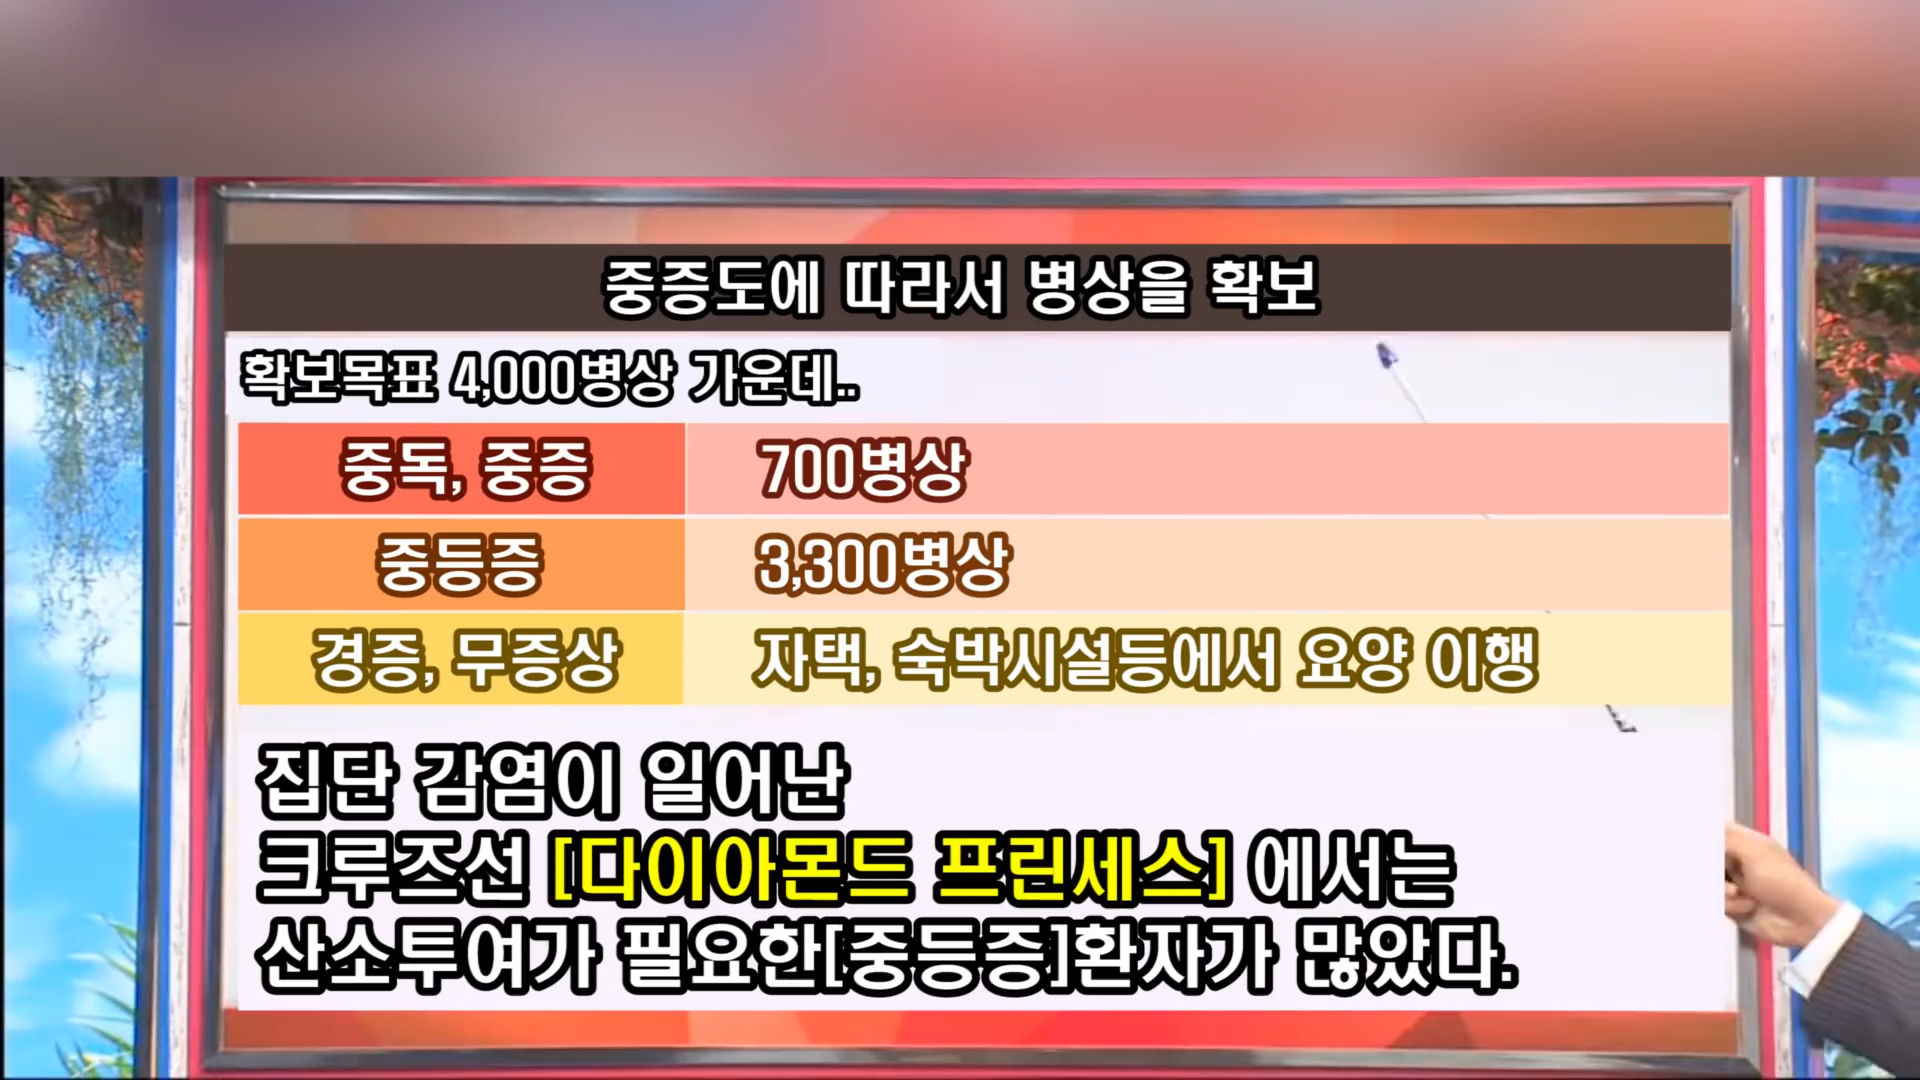 중증도에 따라서 병상을 확보
확보목표 4,000병상 가운데..
중독, 중증 700병상
중등증 3,300병상
경증, 무증상 자택, 숙박시설등에서 요양 이행
집단 감염이 일어난
크루즈선 [다이아몬드 프린세스] 에서는
산소투여가 필요한[중등증]환자가 많았다.